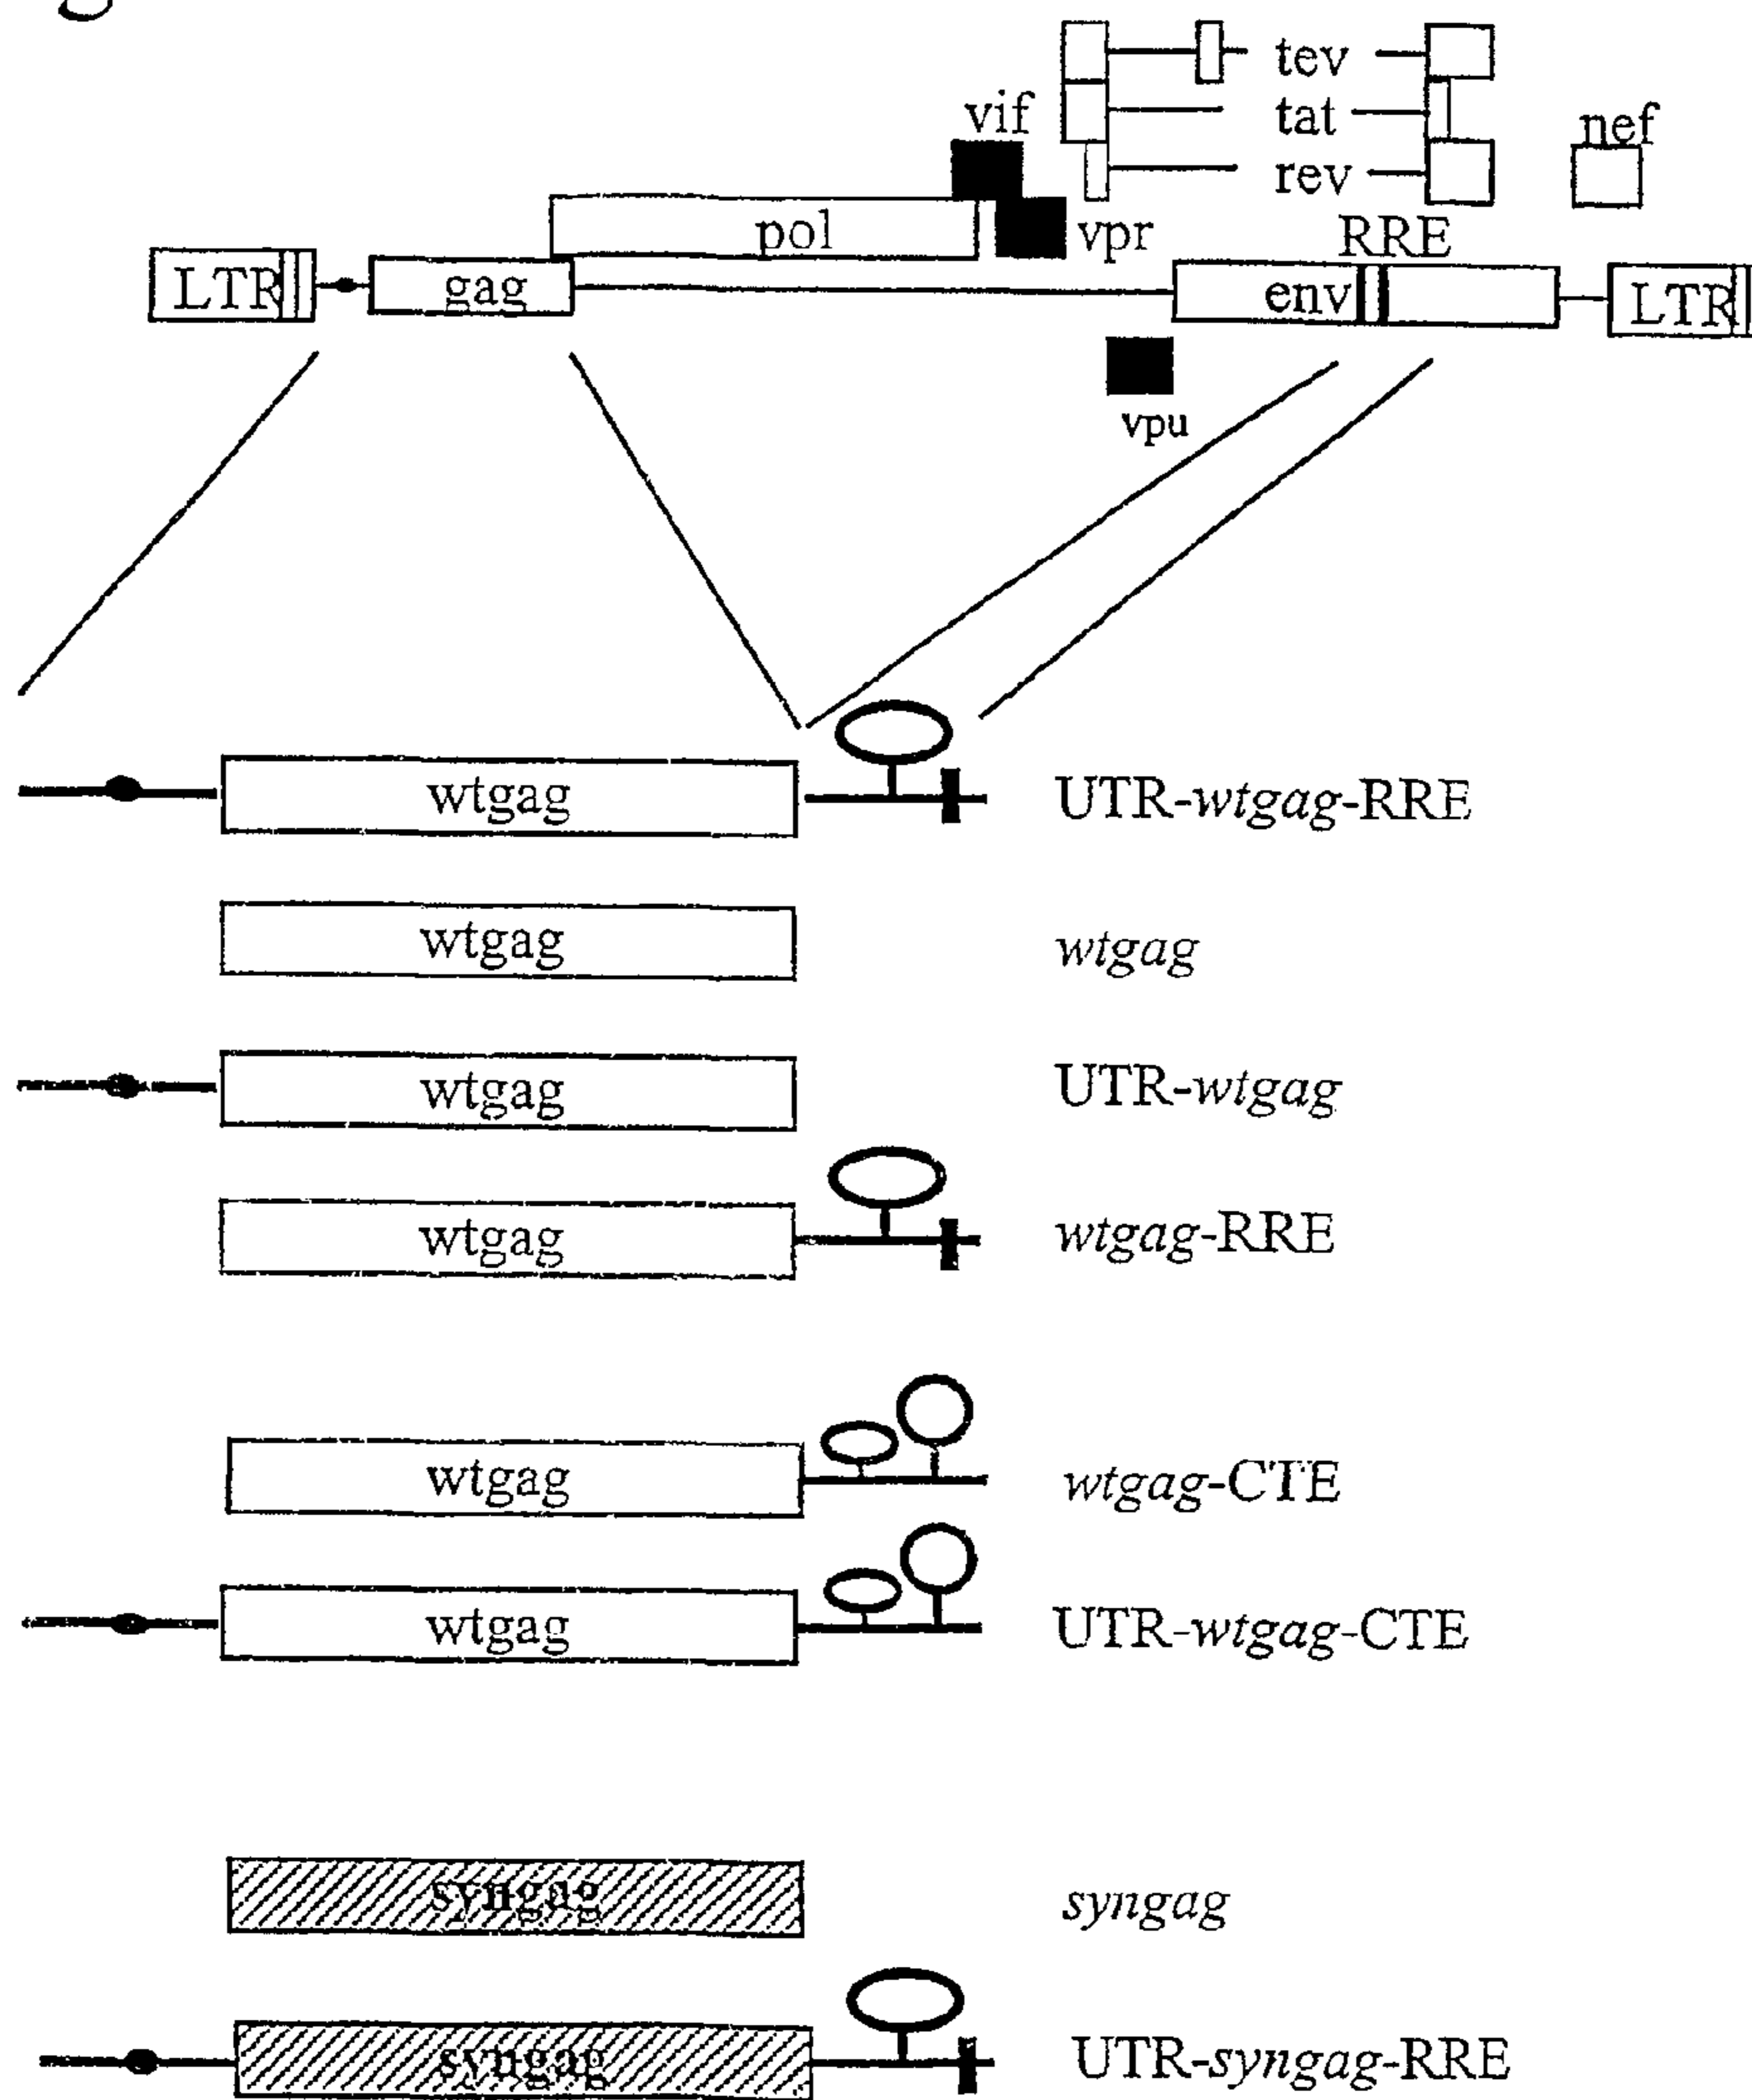 tev
vif
tat
nef
rev
pol
vpr
RRE
LTR
gag
env
LTR
vpu
wtgag UTR-wtgag-RRE
wtgag wtgag
wtgag UTR-wtgag
wtgag wtgag-RRE
wtgag wtgag-CTE
wtgag UTR-wtgag-CTE
syngag syngag
syngag UTR-syngag-RRE